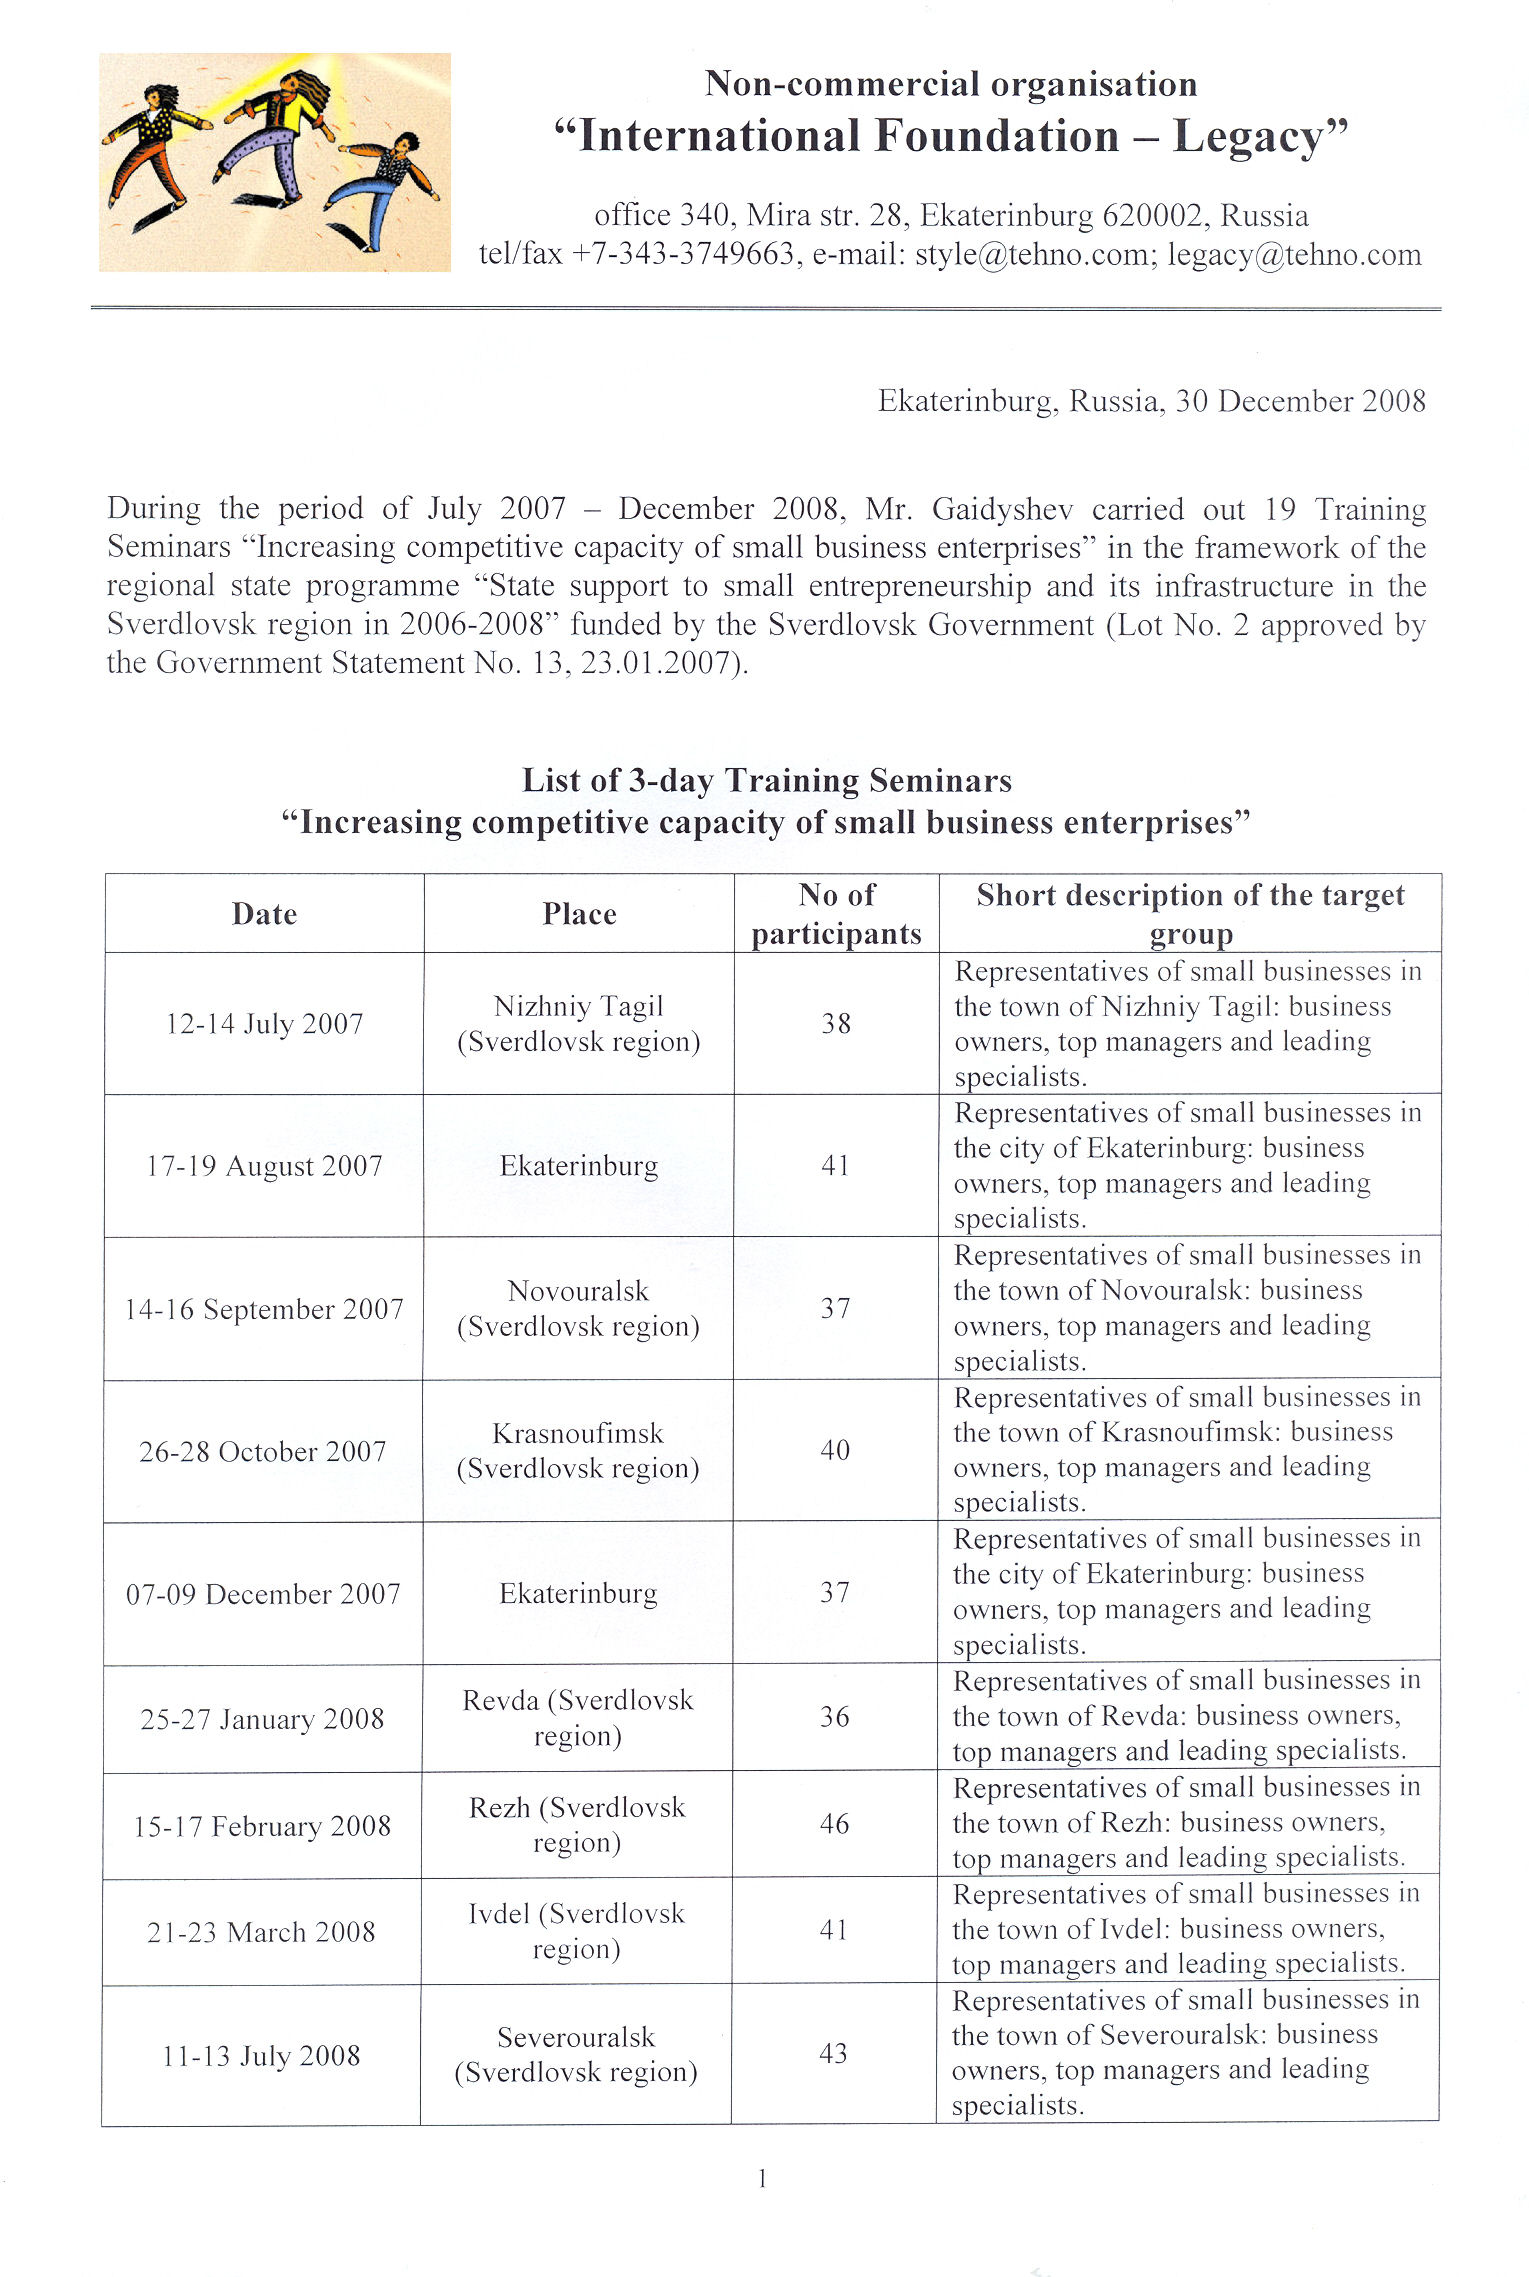 Non-commercial organisation
“International Foundation – Legacy”
office 340, Mira str. 28, Ekaterinburg 620002, Russia
tel/fax +7-343-3749663, e-mail: style@tehno.com; legacy@tehno.com
Ekaterinburg, Russia, 30 December 2008
During the period of July 2007 – December 2008, Mr. Gaidyshev carried out 19 Training
Seminars “Increasing competitive capacity of small business enterprises” in the framework of the
regional state programme “State support to small entrepreneurship and its infrastructure in the
Sverdlovsk region in 2006-2008” funded by the Sverdlovsk Government (Lot No. 2 approved by
the Government Statement No. 13, 23.01.2007).
List of 3-day Training Seminars
“Increasing competitive capacity of small business enterprises”
Date
Place
No of
participants
Short description of the target
group
12-14 July 2007
Nizhniy Tagil
(Sverdlovsk region)
38
Representatives of small businesses in
the town of Nizhniy Tagil: business
owners, top managers and leading
specialists.
17-19 August 2007
Ekaterinburg
41
Representatives of small businesses in
the city of Ekaterinburg: business
owners, top managers and leading
specialists.
14-16 September 2007
Novouralsk
(Sverdlovsk region)
37
Representatives of small businesses in
the town of Novouralsk: business
owners, top managers and leading
specialists.
26-28 October 2007
Krasnoufimsk
(Sverdlovsk region)
40
Representatives of small businesses in
the town of Krasnoufimsk: business
owners, top managers and leading
specialists.
07-09 December 2007
Ekaterinburg
37
Representatives of small businesses in
the city of Ekaterinburg: business
owners, top managers and leading
specialists.
25-27 January 2008
Revda (Sverdlovsk
region)
36
Representatives of small businesses in
the town of Revda: business owners,
top managers and leading specialists.
15-17 February 2008
Rezh (Sverdlovsk
region)
46
Representatives of small businesses in
the town of Rezh: business owners,
top managers and leading specialists.
21-23 March 2008
Ivdel (Sverdlovsk
region)
41
Representatives of small businesses in
the town of Ivdel: business owners,
top managers and leading specialists.
11-13 July 2008
Severouralsk
(Sverdlovsk region)
43
Representatives of small businesses in
the town of Severouralsk: business
owners, top managers and leading
specialists.
1